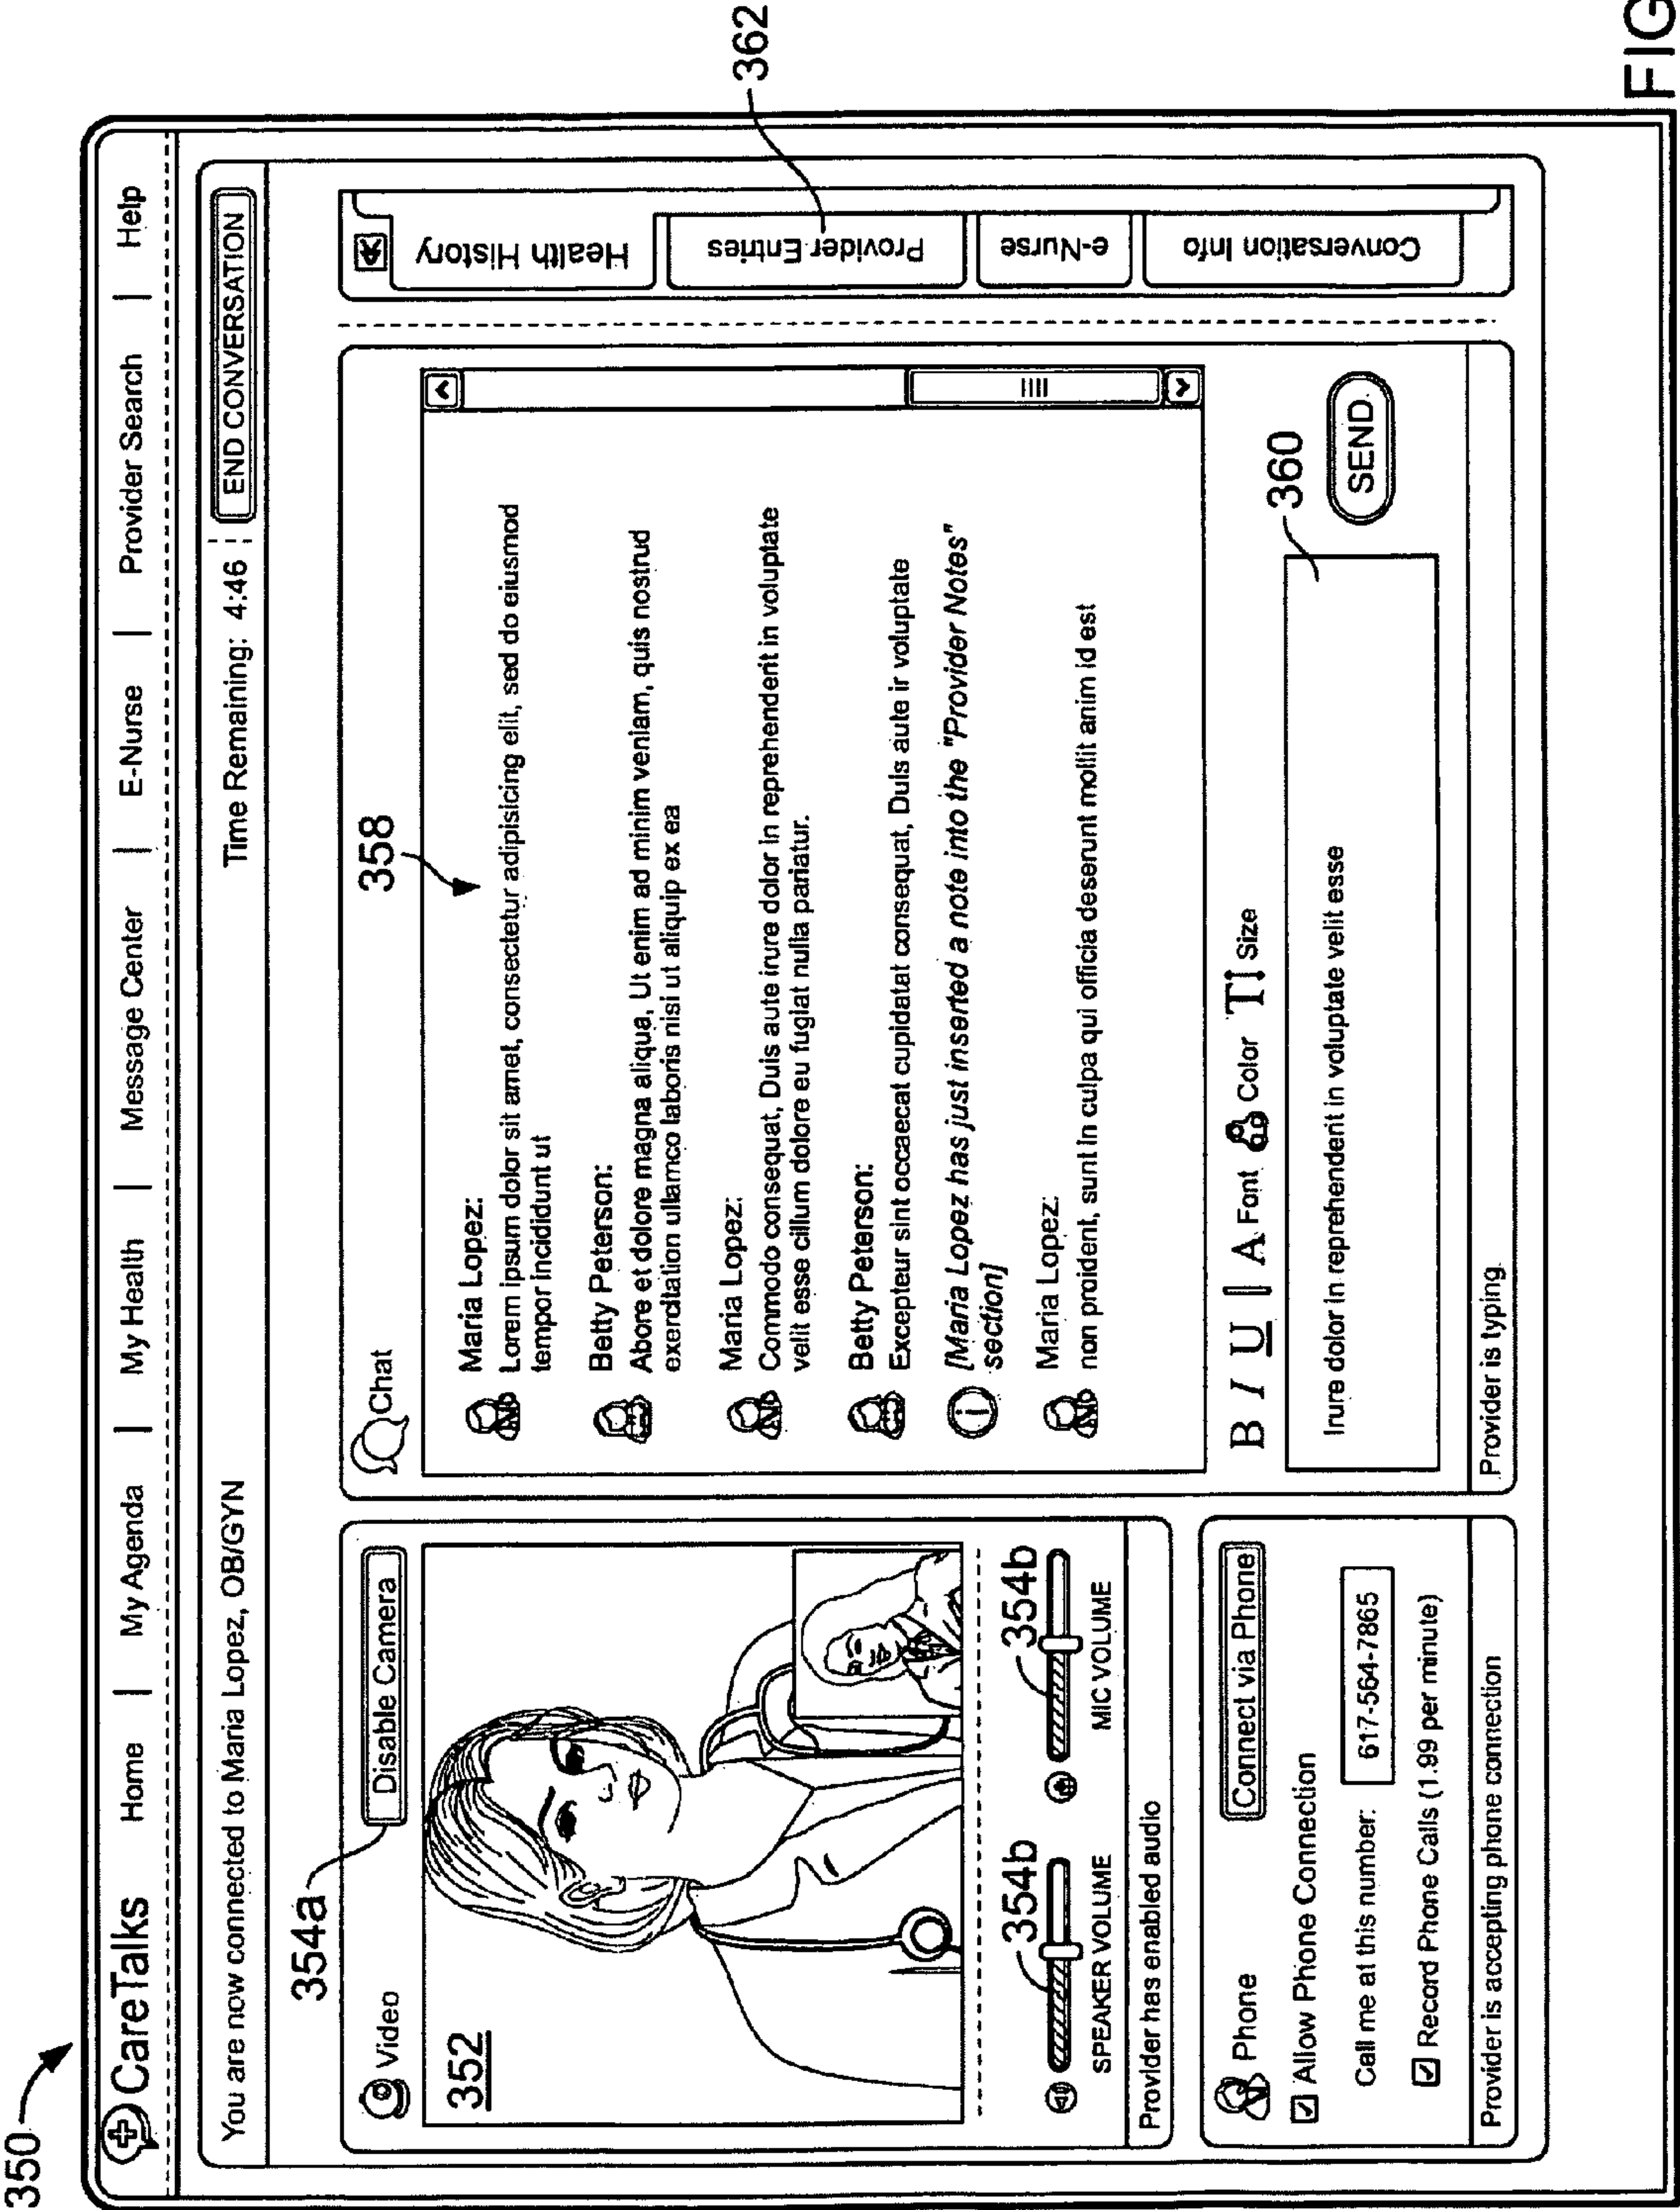 350
CareTalks Home | My Agenda | My Health | Message Center | E-Nurse | Provider Search | Help
You are now connected to Maria Lopez, OB/GYN Time Remaining: 4:46 END CONVERSATION
354a
Video Disable Camera
352
354b 354b
SPEAKER VOLUME MIC VOLUME
Provider has enabled audio
Phone Connect via Phone
Allow Phone Connection
Call me at this number: 617-564-7865
Record Phone Calls (1.99 per minute)
Provider is accepting phone connection
Chat
358
Maria Lopez:
Lorem ipsum dolor sit amet, consectetur adipisicing elit, sed do eiusmod
tempor incididunt ut
Betty Peterson:
Abore et dolore magna aliqua, Ut enim ad minim veniam, quis nostrud
exercitation ullamco laboris nisi ut aliquip ex ea
Maria Lopez:
Commodo consequat, Duis aute irure dolor in reprehenderit in voluptate
velit esse cillum dolore eu fugiat nulla pariatur.
Betty Peterson:
Excepteur sint occaecat cupidatat consequat, Duis aute ir voluptate
[Maria Lopez has just inserted a note into the "Provider Notes"
section]
Maria Lopez:
non proident, sunt in culpa qui officia deserunt mollit anim id est
B I U A Font Color T Size
360
Irure dolor in reprehenderit in voluptate velit esse
SEND
Provider is typing
Health History
Provider Entries
e-Nurse
Conversation Info
362
FIG